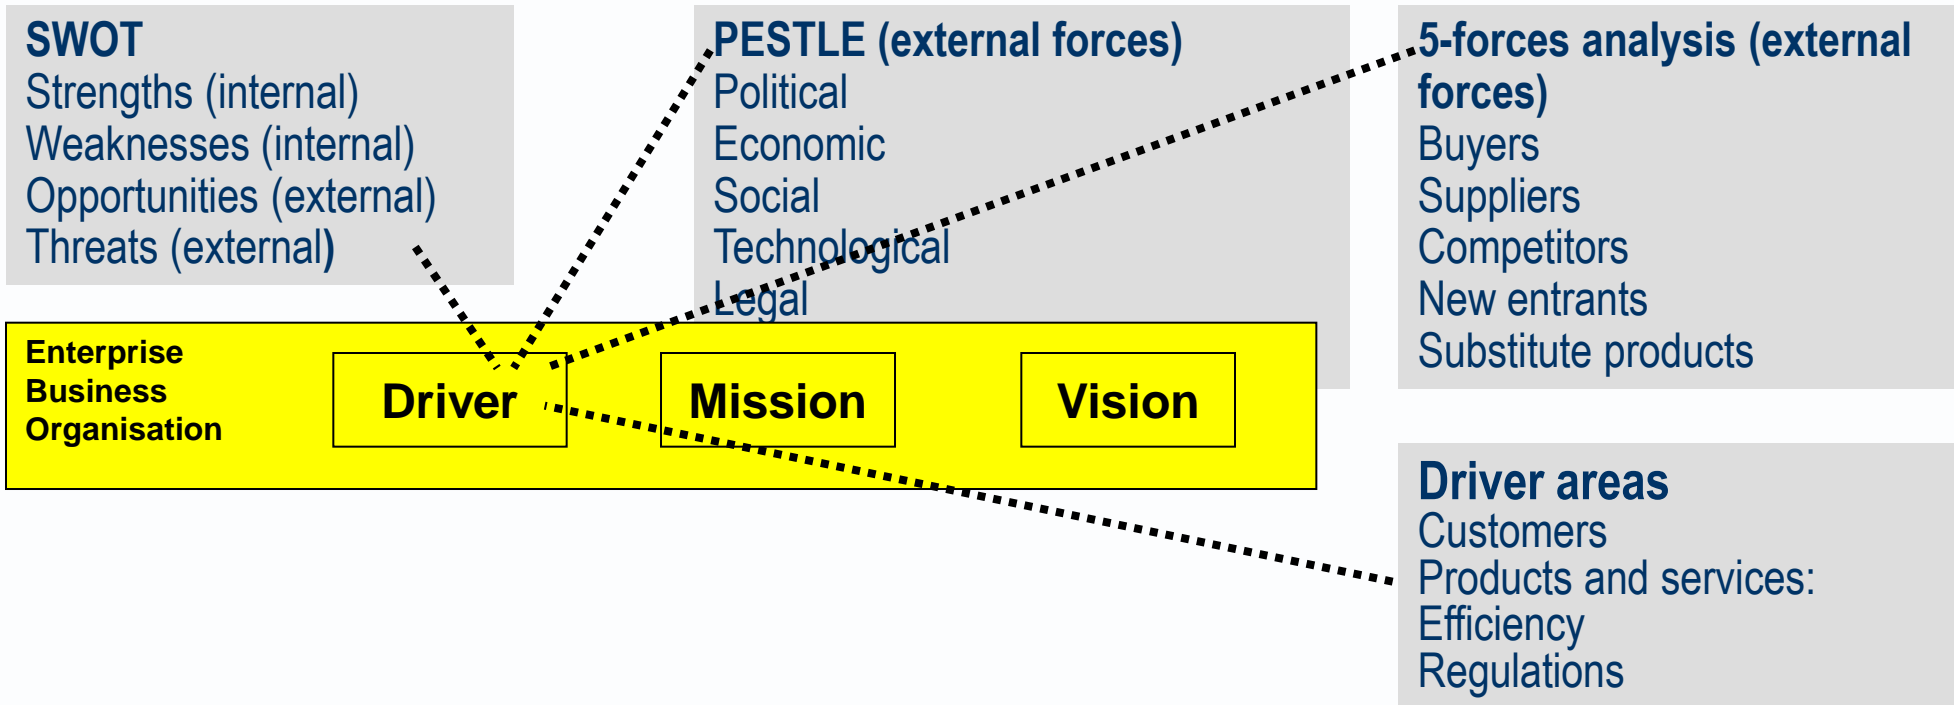 SWOT
Strengths (internal)
Weaknesses (internal)
Opportunities (external)
Threats (external)
PESTLE (external forces)
Political
Economic
Social
Technological
Legal
5-forces analysis (external
forces)
Buyers
Suppliers
Competitors
New entrants
Substitute products
Enterprise
Business
Organisation
Driver
Mission
Vision
Driver areas
Customers
Products and services:
Efficiency
Regulations